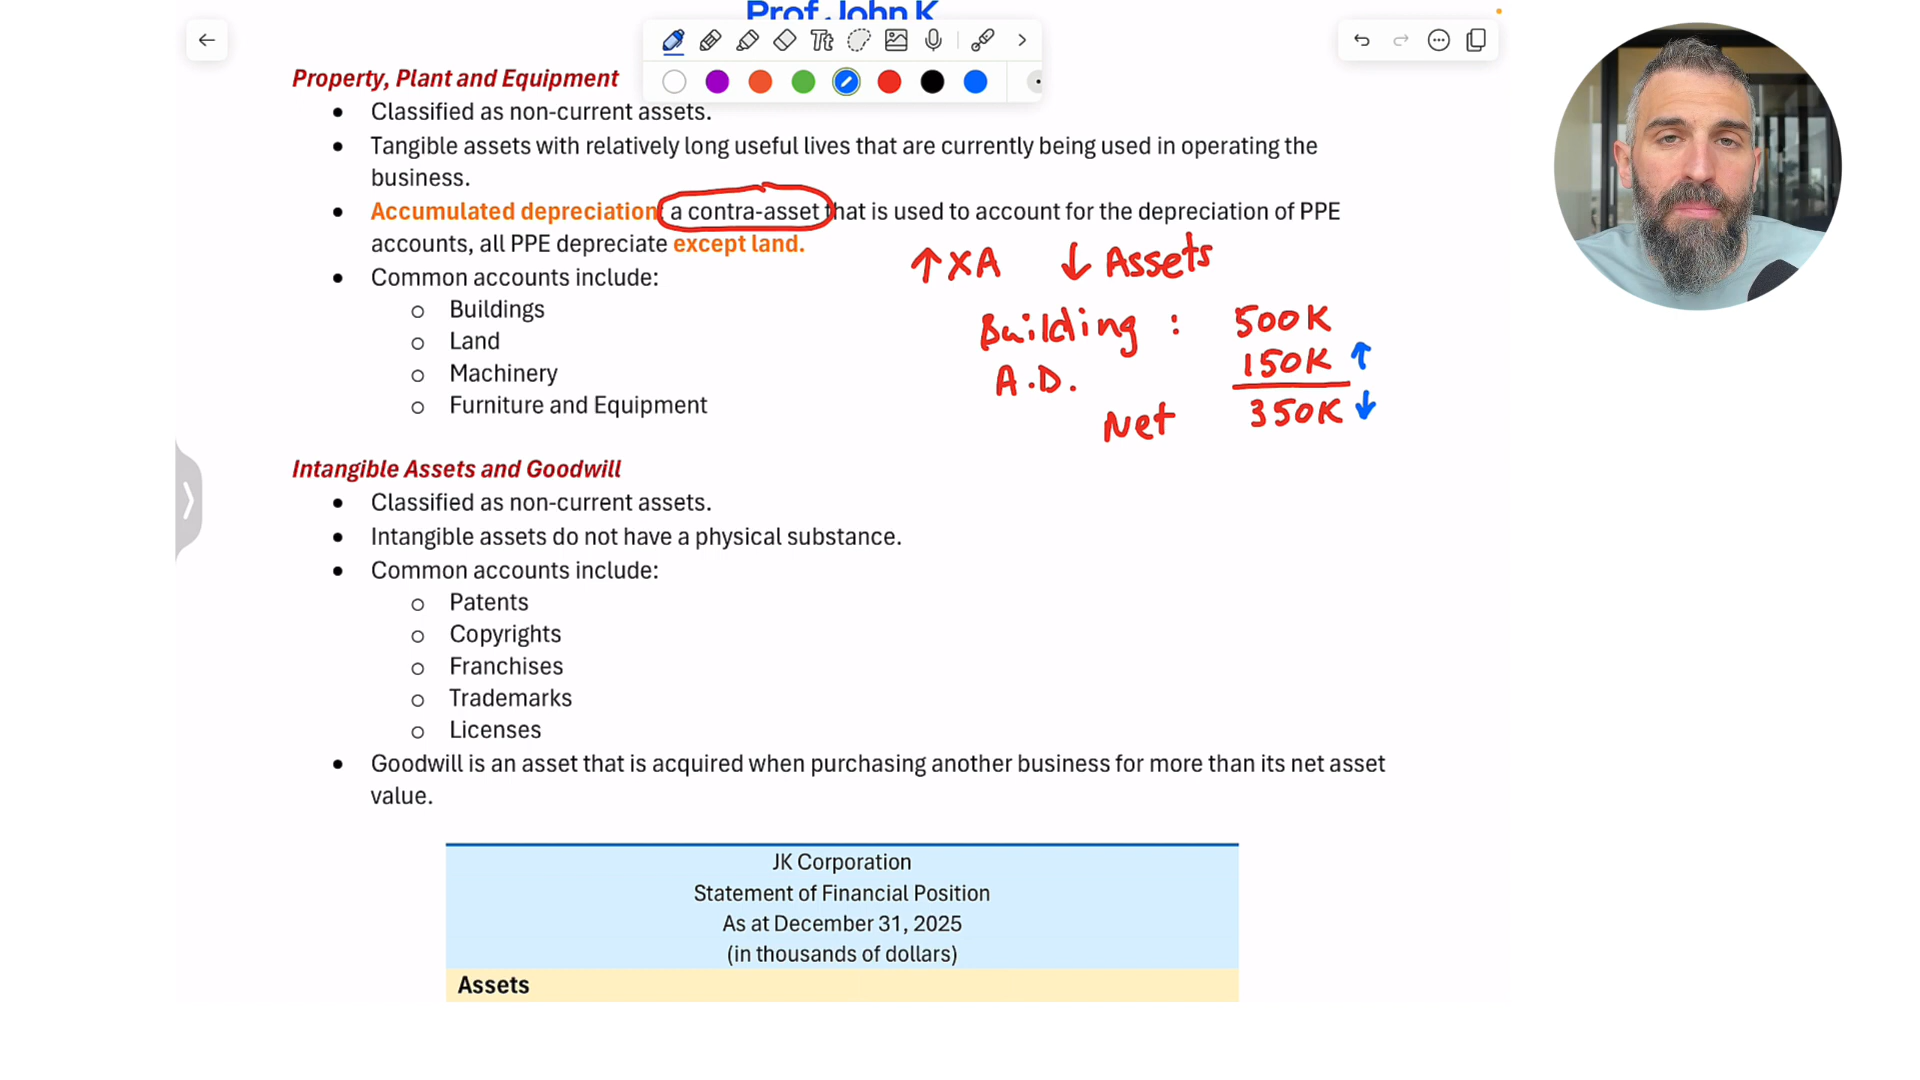 Prof. John K
Tt
Property, Plant and Equipment
Classified as non-current assets.
Tangible assets with relatively long useful lives that are currently being used in operating the
business.
Accumulated depreciation: a contra-asset that is used to account for the depreciation of PPE
accounts, all PPE depreciate except land.
↑XA ↓Assets
Common accounts include:
Buildings
Land
Machinery
Furniture and Equipment
Building : 500K
A.D. 150K ↑
Net 350K ↓
Intangible Assets and Goodwill
Classified as non-current assets.
Intangible assets do not have a physical substance.
Common accounts include:
Patents
Copyrights
Franchises
Trademarks
Licenses
Goodwill is an asset that is acquired when purchasing another business for more than its net asset
value.
JK Corporation
Statement of Financial Position
As at December 31, 2025
(in thousands of dollars)
Assets